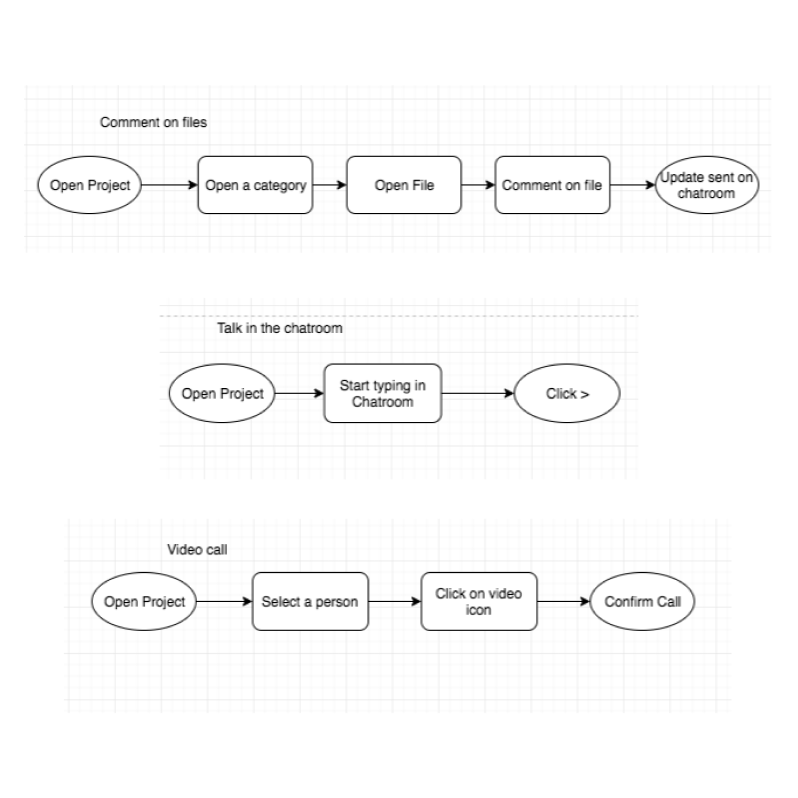 Comment on files
Open Project
Open a category
Open File
Comment on file
Update sent on
chatroom
Talk in the chatroom
Open Project
Start typing in
Chatroom
Click >
Video call
Open Project
Select a person
Click on video
icon
Confirm Call